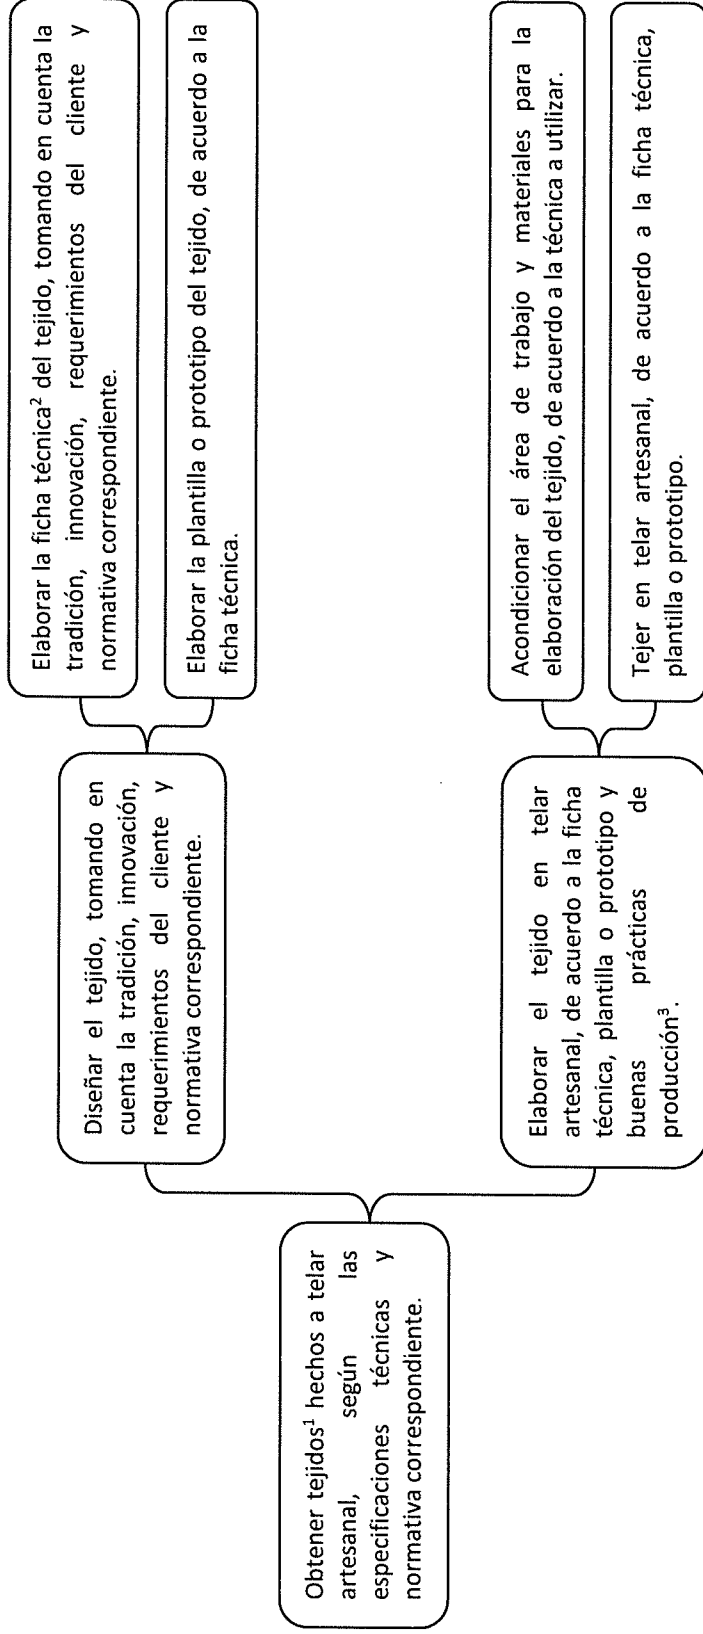 Obtener tejidos¹ hechos a telar
artesanal, según las
especificaciones técnicas y
normativa correspondiente.
Diseñar el tejido, tomando en
cuenta la tradición, innovación,
requerimientos del cliente y
normativa correspondiente.
Elaborar la ficha técnica² del tejido, tomando en cuenta la
tradición, innovación, requerimientos del cliente y
normativa correspondiente.
Elaborar la plantilla o prototipo del tejido, de acuerdo a la
ficha técnica.
Elaborar el tejido en telar
artesanal, de acuerdo a la ficha
técnica, plantilla o prototipo y
buenas prácticas de
producción³.
Acondicionar el área de trabajo y materiales para la
elaboración del tejido, de acuerdo a la técnica a utilizar.
Tejer en telar artesanal, de acuerdo a la ficha técnica,
plantilla o prototipo.